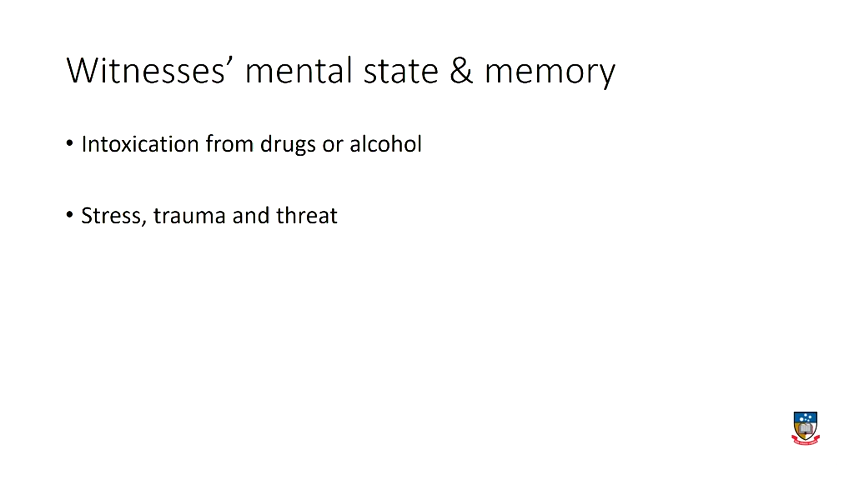 Witnesses’ mental state & memory
• Intoxication from drugs or alcohol
• Stress, trauma and threat